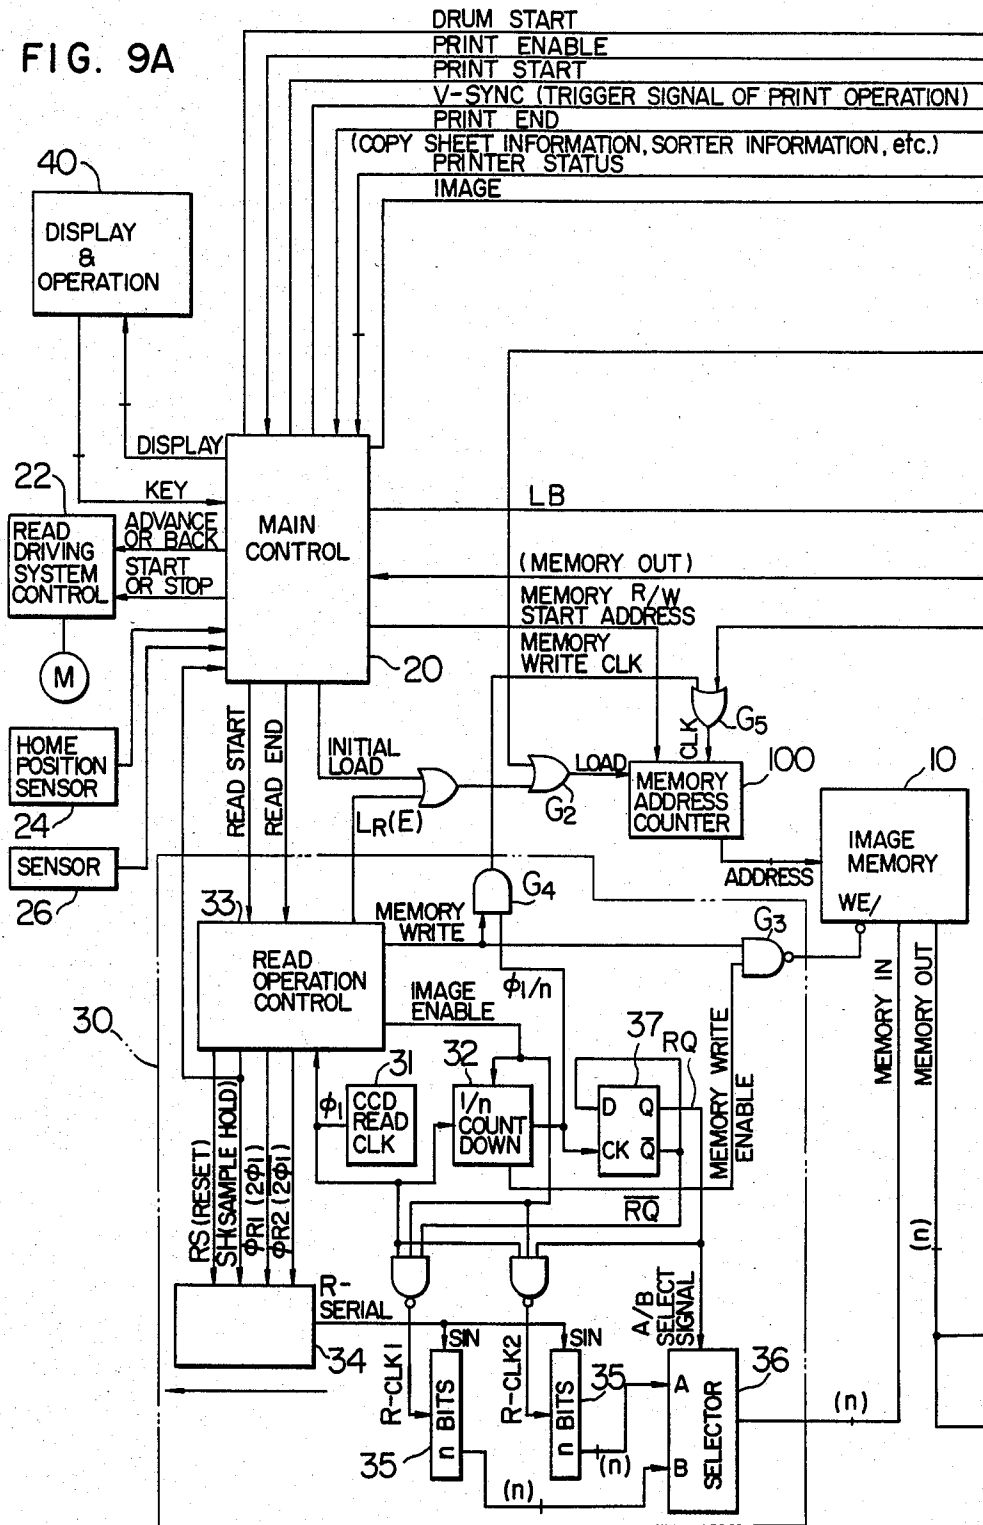 FIG. 9A
DRUM START
PRINT ENABLE
PRINT START
V-SYNC (TRIGGER SIGNAL OF PRINT OPERATION)
PRINT END
(COPY SHEET INFORMATION, SORTER INFORMATION, etc.)
PRINTER STATUS
IMAGE
40
DISPLAY
&
OPERATION
DISPLAY
KEY
22
READ
DRIVING
SYSTEM
CONTROL
ADVANCE
OR BACK
START
OR STOP
M
MAIN
CONTROL
20
LB
(MEMORY OUT)
MEMORY R/W
START ADDRESS
MEMORY
WRITE CLK
HOME
POSITION
SENSOR
24
SENSOR
26
READ START
READ END
INITIAL
LOAD
LR(E)
G2
LOAD
CLK
G5
MEMORY
ADDRESS
COUNTER
100
ADDRESS
10
IMAGE
MEMORY
WE/
30
33
READ
OPERATION
CONTROL
MEMORY
WRITE
G4
G3
IMAGE
ENABLE
ϕ1/n
MEMORY IN
MEMORY OUT
MEMORY WRITE
ENABLE
31
CCD
READ
CLK
ϕ1
32
1/n
COUNT
DOWN
37
RQ
D Q
CK Q̅
R̅Q̅
RS (RESET)
SH(SAMPLE HOLD)
ϕR1 (2ϕ1)
ϕR2 (2ϕ1)
34
R-
SERIAL
SIN
SIN
R-CLK1
R-CLK2
n BITS
35
n BITS
35
(n)
(n)
A/B
SELECT
SIGNAL
A
B
SELECTOR
36
(n)
(n)